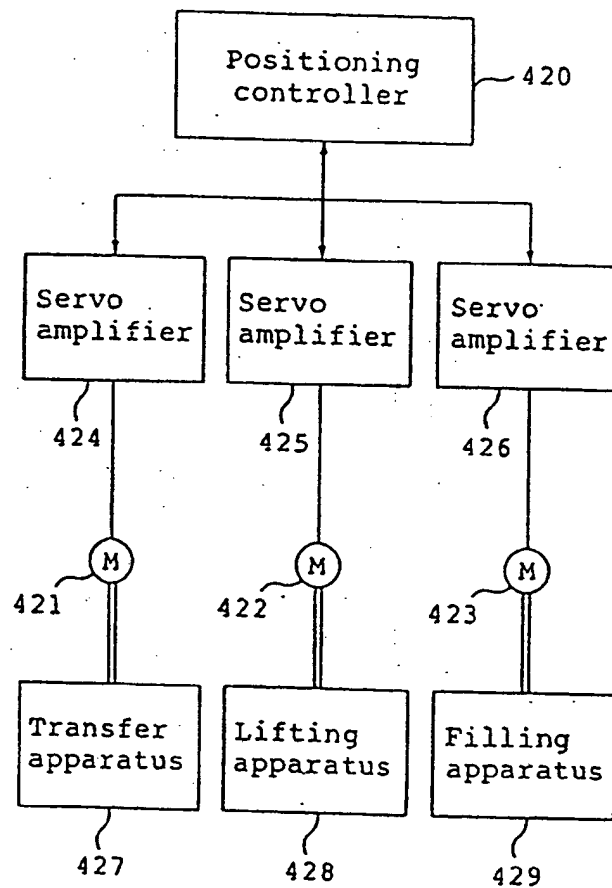 Positioning
controller
420
Servo
amplifier
Servo
amplifier
Servo
amplifier
424
425
426
M
M
M
421
422
423
Transfer
apparatus
Lifting
apparatus
Filling
apparatus
427
428
429